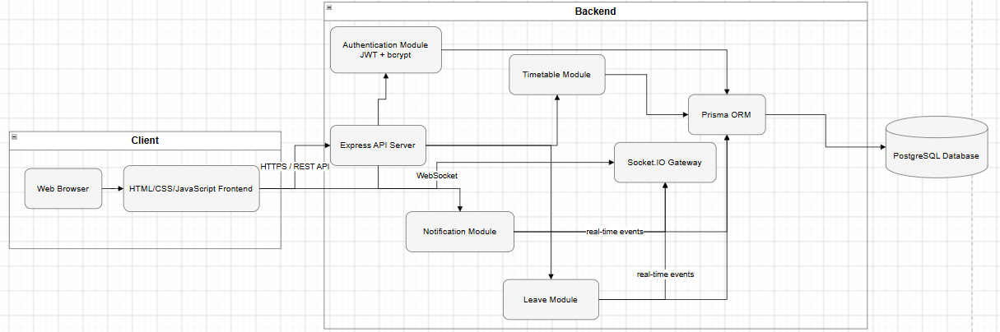 Backend
Authentication Module
JWT + bcrypt
Timetable Module
Prisma ORM
Client
Express API Server
PostgreSQL Database
HTTPS / REST API
Socket.IO Gateway
WebSocket
Web Browser
HTML/CSS/JavaScript Frontend
Notification Module
real-time events
real-time events
Leave Module